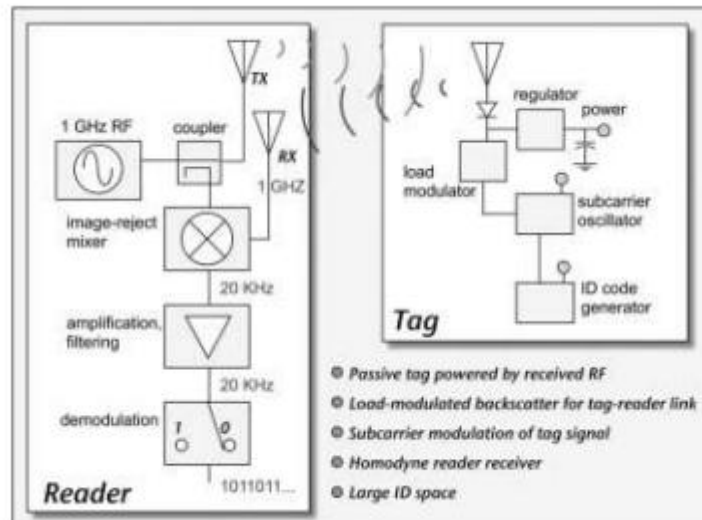 TX
1 GHz RF
coupler
RX
1 GHZ
image-reject
mixer
20 KHz
amplification,
filtering
20 KHz
demodulation
1 0
1011011...
Reader
regulator
power
load
modulator
subcarrier
oscillator
ID code
generator
Tag
Passive tag powered by received RF
Load-modulated backscatter for tag-reader link
Subcarrier modulation of tag signal
Homodyne reader receiver
Large ID space